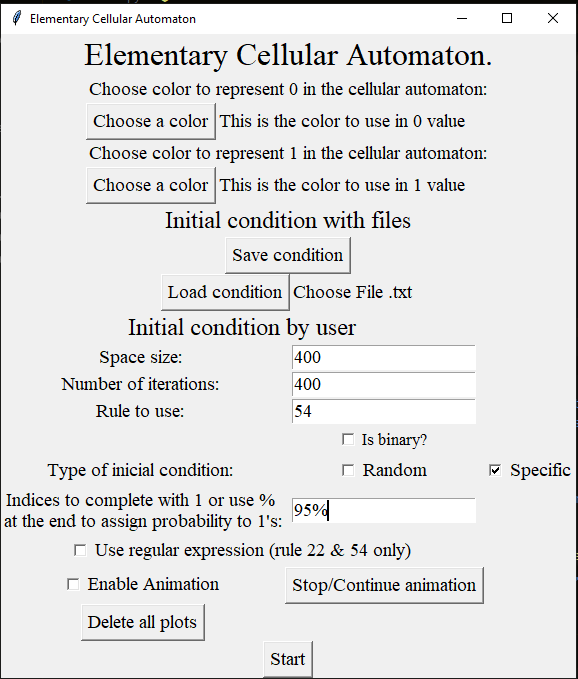 Elementary Cellular Automaton
Elementary Cellular Automaton.
Choose color to represent 0 in the cellular automaton:
Choose a color This is the color to use in 0 value
Choose color to represent 1 in the cellular automaton:
Choose a color This is the color to use in 1 value
Initial condition with files
Save condition
Load condition Choose File .txt
Initial condition by user
Space size: 400
Number of iterations: 400
Rule to use: 54
Is binary?
Type of inicial condition: Random Specific
Indices to complete with 1 or use %
at the end to assign probability to 1's: 95%
Use regular expression (rule 22 & 54 only)
Enable Animation Stop/Continue animation
Delete all plots
Start